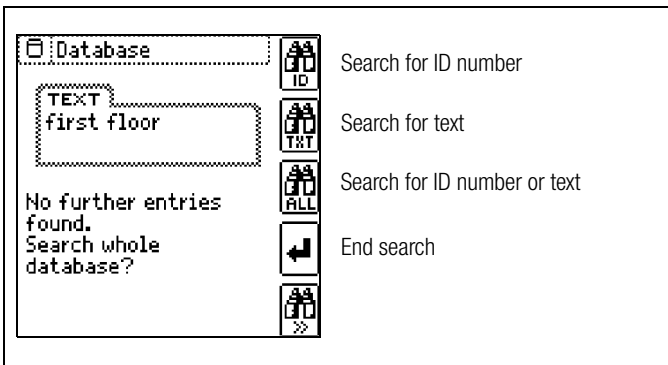 Database
ID
Search for ID number
TEXT
first floor
TXT
Search for text
ALL
Search for ID number or text
No further entries
found.
Search whole
database?
End search
>>